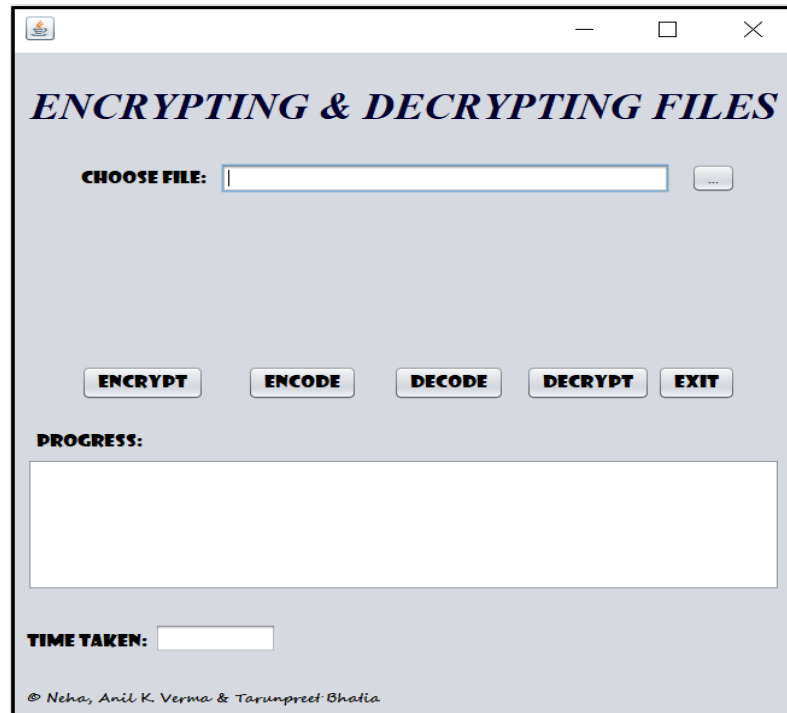 ENCRYPTING & DECRYPTING FILES
CHOOSE FILE: ...
ENCRYPT ENCODE DECODE DECRYPT EXIT
PROGRESS:
TIME TAKEN:
© Neha, Anil K. Verma & Tarunpreet Bhatia